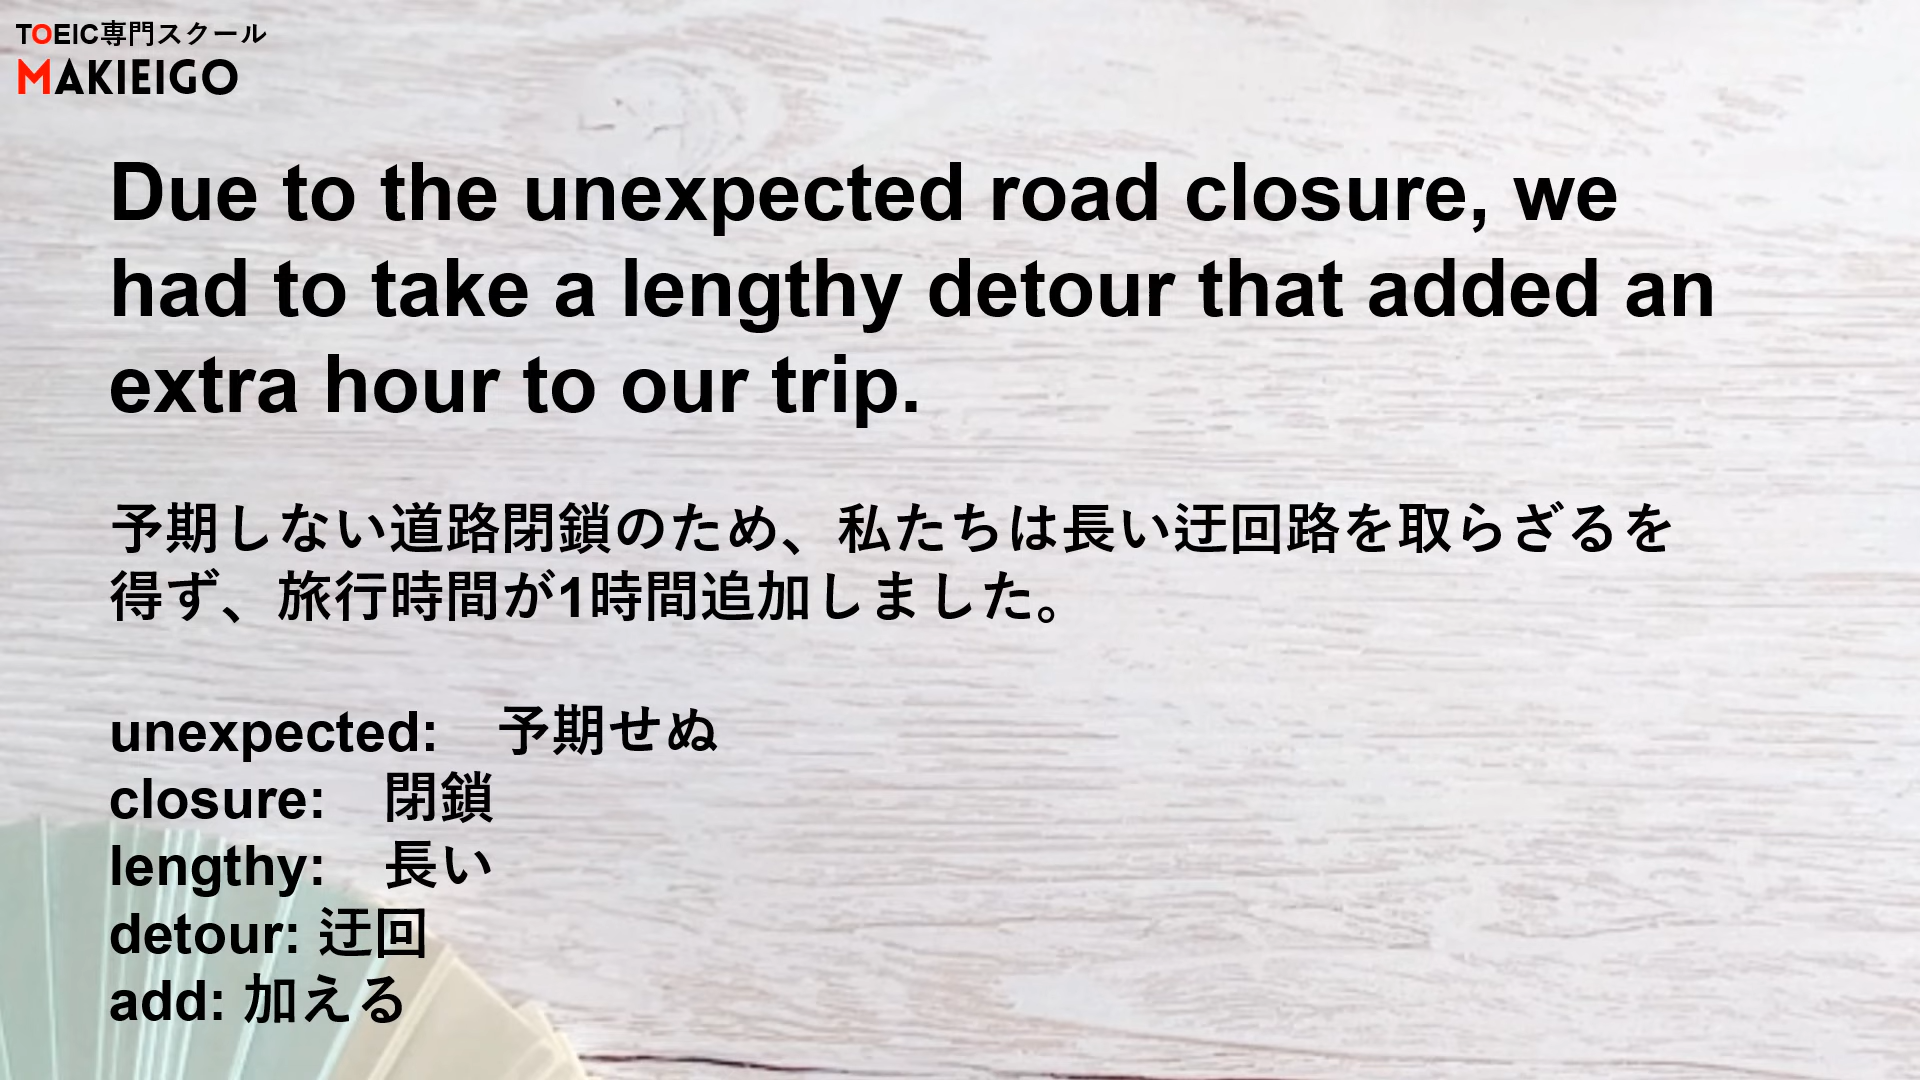 TOEIC専門スクール
MAKIEIGO
Due to the unexpected road closure, we
had to take a lengthy detour that added an
extra hour to our trip.
予期しない道路閉鎖のため、私たちは長い迂回路を取らざるを
得ず、旅行時間が1時間追加しました。
unexpected:　予期せぬ
closure:　閉鎖
lengthy:　長い
detour: 迂回
add: 加える